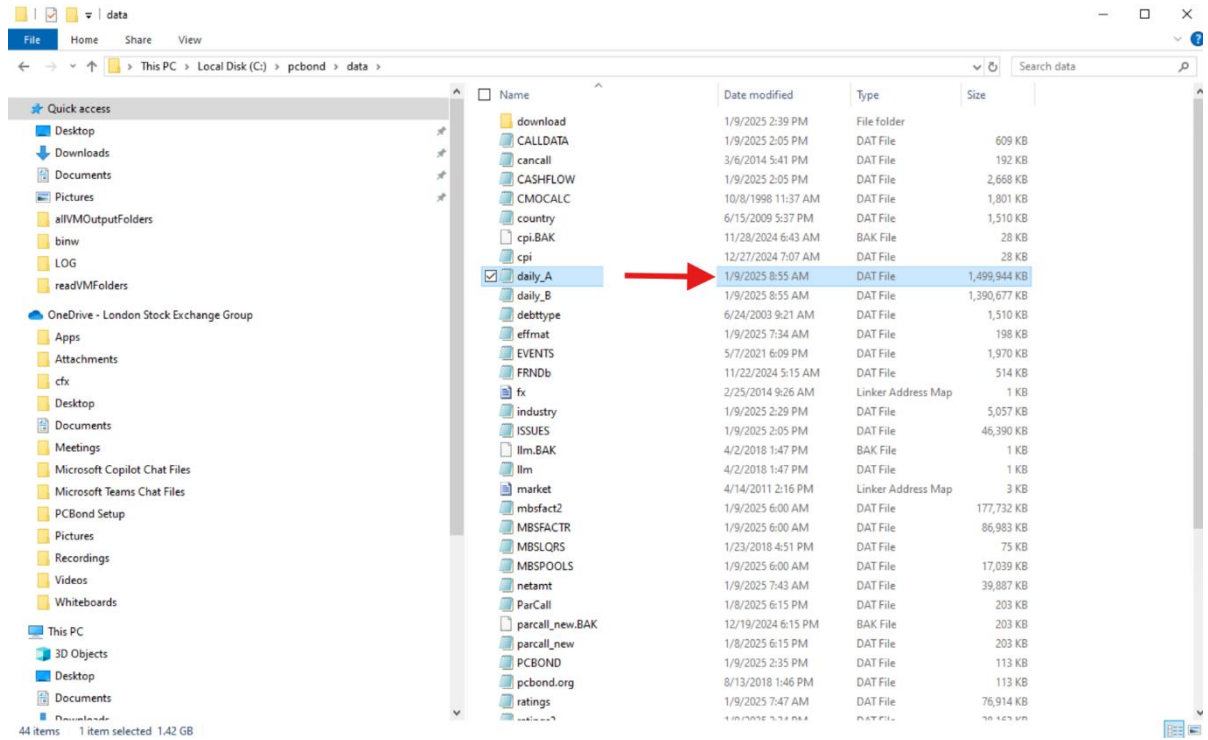 data
File Home Share View
This PC > Local Disk (C:) > pcbond > data >
Search data
Quick access
Desktop
Downloads
Documents
Pictures
allVMOutputFolders
binw
LOG
readVMFolders
OneDrive - London Stock Exchange Group
Apps
Attachments
cfx
Desktop
Documents
Meetings
Microsoft Copilot Chat Files
Microsoft Teams Chat Files
PCBond Setup
Pictures
Recordings
Videos
Whiteboards
This PC
3D Objects
Desktop
Documents
Downloads
Name Date modified Type Size
download 1/9/2025 2:39 PM File folder
CALLDATA 1/9/2025 2:05 PM DAT File 609 KB
cancall 3/6/2014 5:41 PM DAT File 192 KB
CASHFLOW 1/9/2025 2:05 PM DAT File 2,668 KB
CMOCALC 10/8/1998 11:37 AM DAT File 1,801 KB
country 6/15/2009 5:37 PM DAT File 1,510 KB
cpi.BAK 11/28/2024 6:43 AM BAK File 28 KB
cpi 12/27/2024 7:07 AM DAT File 28 KB
daily_A 1/9/2025 8:55 AM DAT File 1,499,944 KB
daily_B 1/9/2025 8:55 AM DAT File 1,390,677 KB
debttype 6/24/2003 9:21 AM DAT File 1,510 KB
effmat 1/9/2025 7:34 AM DAT File 198 KB
EVENTS 5/7/2021 6:09 PM DAT File 1,970 KB
FRNDb 11/22/2024 5:15 AM DAT File 514 KB
fx 2/25/2014 9:26 AM Linker Address Map 1 KB
industry 1/9/2025 2:29 PM DAT File 5,057 KB
ISSUES 1/9/2025 2:05 PM DAT File 46,390 KB
llm.BAK 4/2/2018 1:47 PM BAK File 1 KB
llm 4/2/2018 1:47 PM DAT File 1 KB
market 4/14/2011 2:16 PM Linker Address Map 3 KB
mbsfact2 1/9/2025 6:00 AM DAT File 177,732 KB
MBSFACTR 1/9/2025 6:00 AM DAT File 86,983 KB
MBSLQRS 1/23/2018 4:51 PM DAT File 75 KB
MBSPOOLS 1/9/2025 6:00 AM DAT File 17,039 KB
netamt 1/9/2025 7:43 AM DAT File 39,887 KB
ParCall 1/8/2025 6:15 PM DAT File 203 KB
parcall_new.BAK 12/19/2024 6:15 PM BAK File 203 KB
parcall_new 1/8/2025 6:15 PM DAT File 203 KB
PCBOND 1/9/2025 2:35 PM DAT File 113 KB
pcbond.org 8/13/2018 1:46 PM DAT File 113 KB
ratings 1/9/2025 7:47 AM DAT File 76,914 KB
44 items 1 item selected 1.42 GB